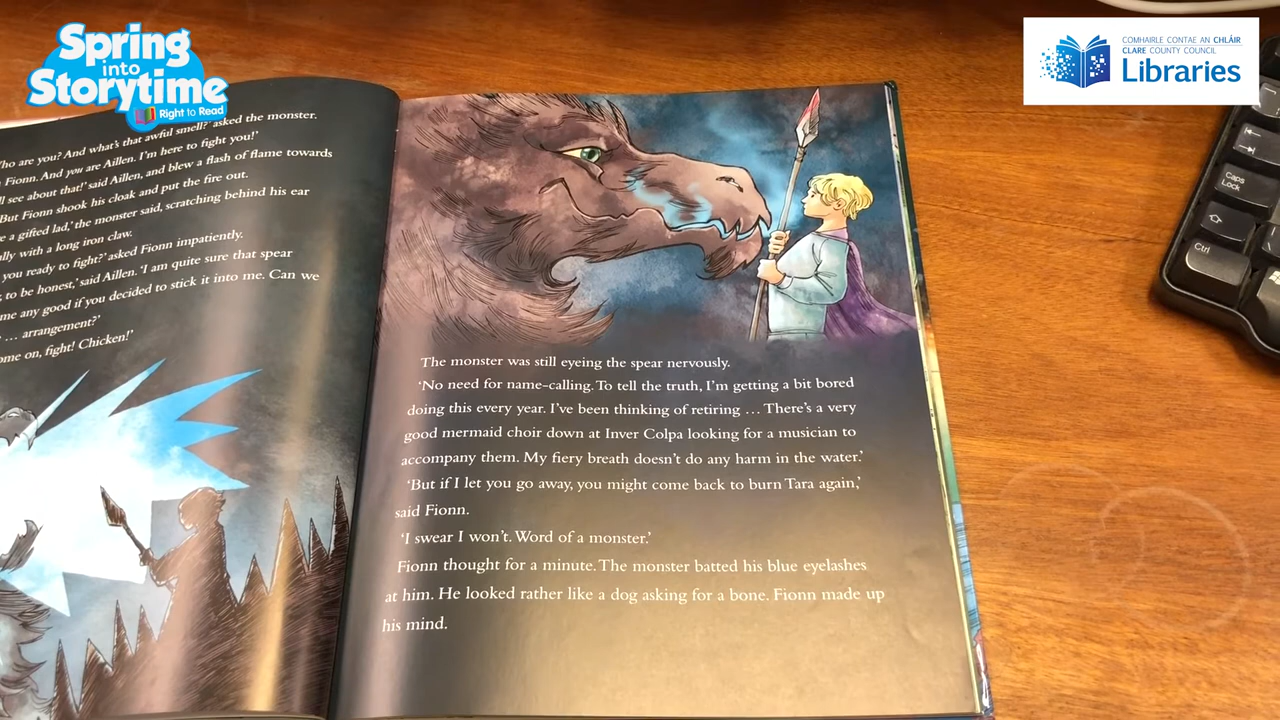 Spring
into
Storytime
Right to Read
COMHAIRLE CONTAE AN CHLÁIR
CLARE COUNTY COUNCIL
Libraries
are you? And what's that awful smell?' asked the monster.
Fionn. And you are Aillen. I'm here to fight you!'
see about that!' said Aillen, and blew a flash of flame towards
But Fionn shook his cloak and put the fire out.
a gifted lad,' the monster said, scratching behind his ear
with a long iron claw.
you ready to fight?' asked Fionn impatiently.
to be honest,' said Aillen. 'I am quite sure that spear
me any good if you decided to stick it into me. Can we
… arrangement?'
on, fight! Chicken!'
The monster was still eyeing the spear nervously.
'No need for name-calling. To tell the truth, I'm getting a bit bored
doing this every year. I've been thinking of retiring … There's a very
good mermaid choir down at Inver Colpa looking for a musician to
accompany them. My fiery breath doesn't do any harm in the water.'
'But if I let you go away, you might come back to burn Tara again,'
said Fionn.
'I swear I won't. Word of a monster.'
Fionn thought for a minute. The monster batted his blue eyelashes
at him. He looked rather like a dog asking for a bone. Fionn made up
his mind.
Caps
Lock
Ctrl